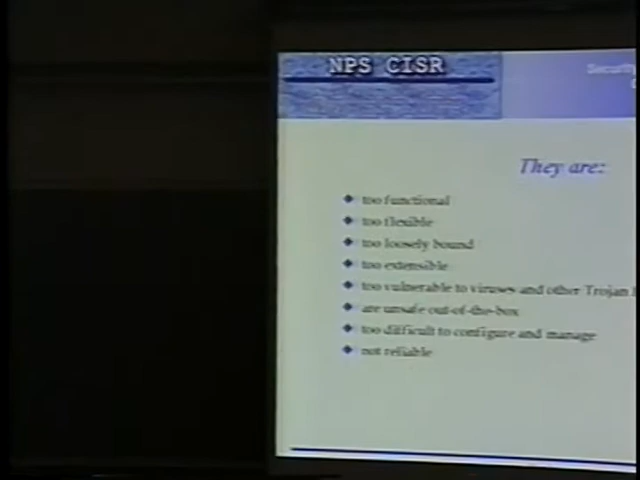 NPS CISR
They are:
too functional
too flexible
too loosely bound
too extensible
too vulnerable to viruses and other Trojan
are unsafe out-of-the-box
too difficult to configure and manage
not reliable